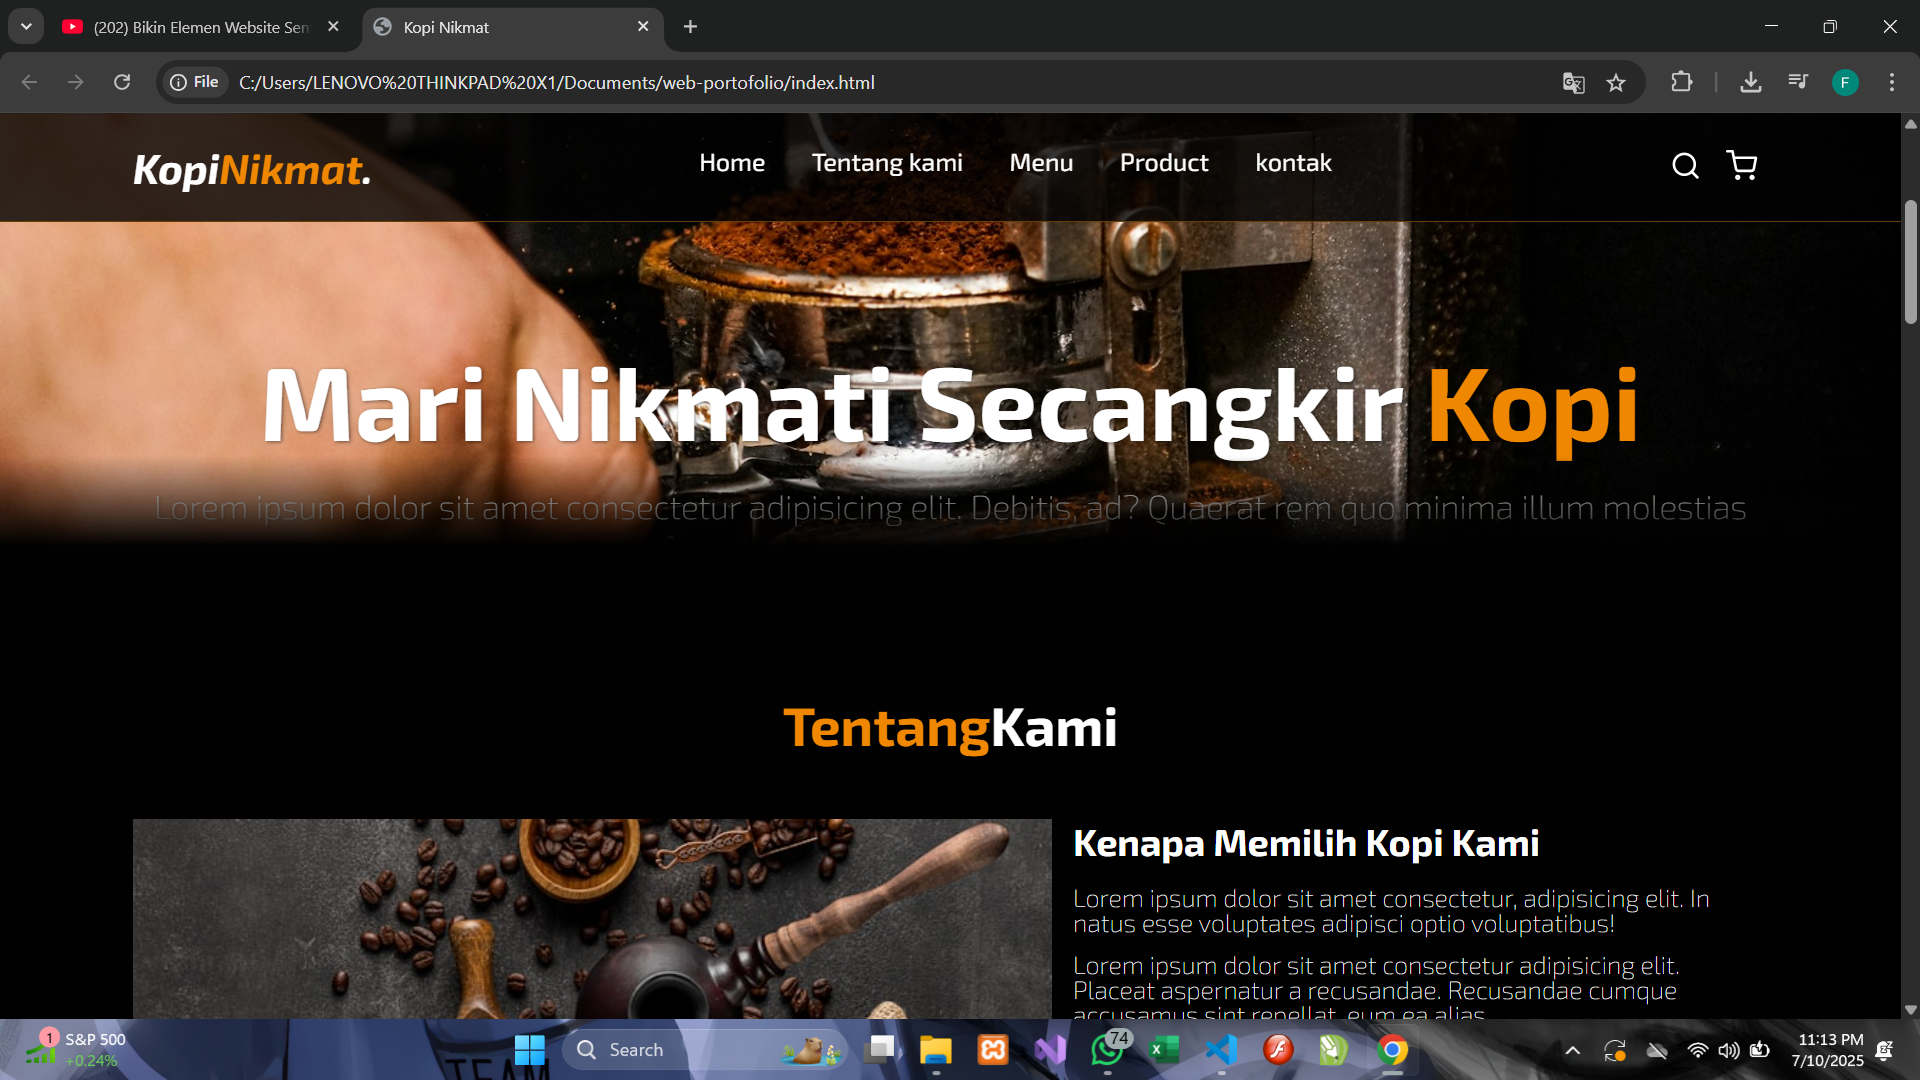 (202) Bikin Elemen Website Sem
Kopi Nikmat
File
C:/Users/LENOVO%20THINKPAD%20X1/Documents/web-portofolio/index.html
F
KopiNikmat.
Home
Tentang kami
Menu
Product
kontak
Mari Nikmati Secangkir Kopi
Lorem ipsum dolor sit amet consectetur adipisicing elit. Debitis, ad? Quaerat rem quo minima illum molestias
TentangKami
Kenapa Memilih Kopi Kami
Lorem ipsum dolor sit amet consectetur, adipisicing elit. In
natus esse voluptates adipisci optio voluptatibus!
Lorem ipsum dolor sit amet consectetur adipisicing elit.
Placeat aspernatur a recusandae. Recusandae cumque
accusamus sint repellat, eum ea alias
1
S&P 500
+0.24%
TEAM
Search
74
11:13 PM
7/10/2025